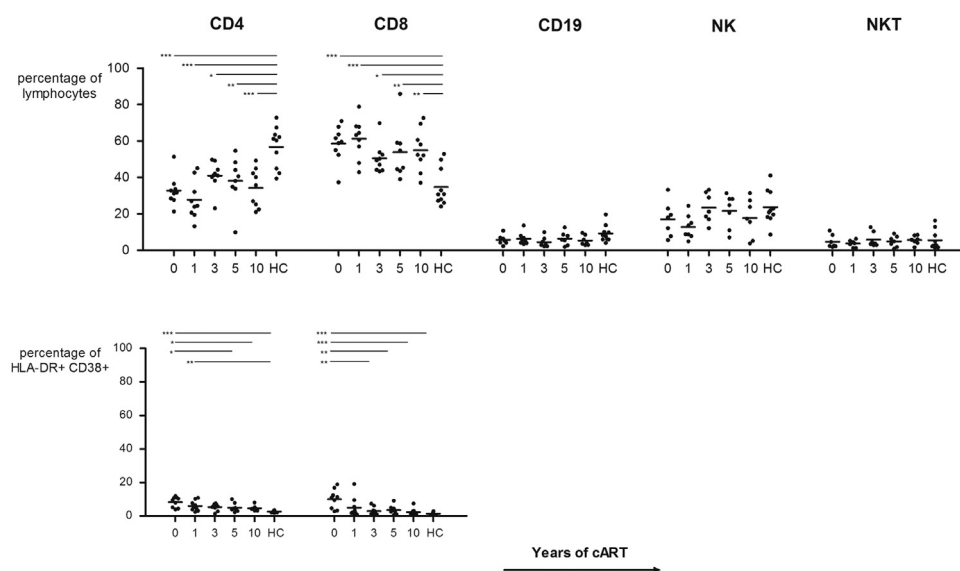 CD4 CD8 CD19 NK NKT
*** ***
*** ***
* *
** **
*** **
percentage of
lymphocytes
100
80
60
40
20
0
0 1 3 5 10 HC 0 1 3 5 10 HC 0 1 3 5 10 HC 0 1 3 5 10 HC 0 1 3 5 10 HC
*** ***
* ***
* **
** **
percentage of
HLA-DR+ CD38+
100
80
60
40
20
0
0 1 3 5 10 HC 0 1 3 5 10 HC
Years of cART